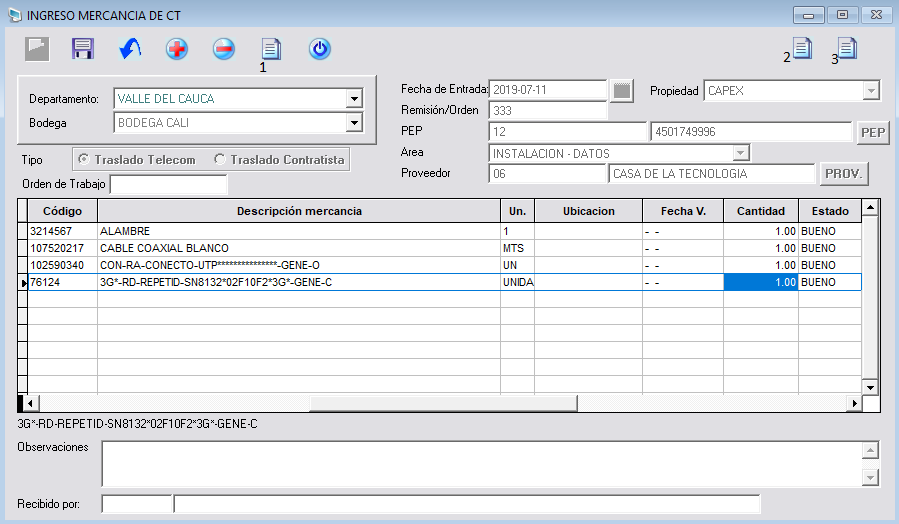 INGRESO MERCANCIA DE CT
1
2
3
Departamento: VALLE DEL CAUCA
Bodega BODEGA CALI
Tipo Traslado Telecom Traslado Contratista
Orden de Trabajo
Fecha de Entrada: 2019-07-11 Propiedad CAPEX
Remisión/Orden 333
PEP 12 4501749996 PEP
Area INSTALACION - DATOS
Proveedor 06 CASA DE LA TECNOLOGIA PROV.
Código Descripción mercancia Un. Ubicacion Fecha V. Cantidad Estado
3214567 ALAMBRE 1 - - 1.00 BUENO
107520217 CABLE COAXIAL BLANCO MTS - - 1.00 BUENO
102590340 CON-RA-CONECTO-UTP***************-GENE-O UN - - 1.00 BUENO
76124 3G*-RD-REPETID-SN8132*02F10F2*3G*-GENE-C UNIDA - - 1.00 BUENO
3G*-RD-REPETID-SN8132*02F10F2*3G*-GENE-C
Observaciones
Recibido por: